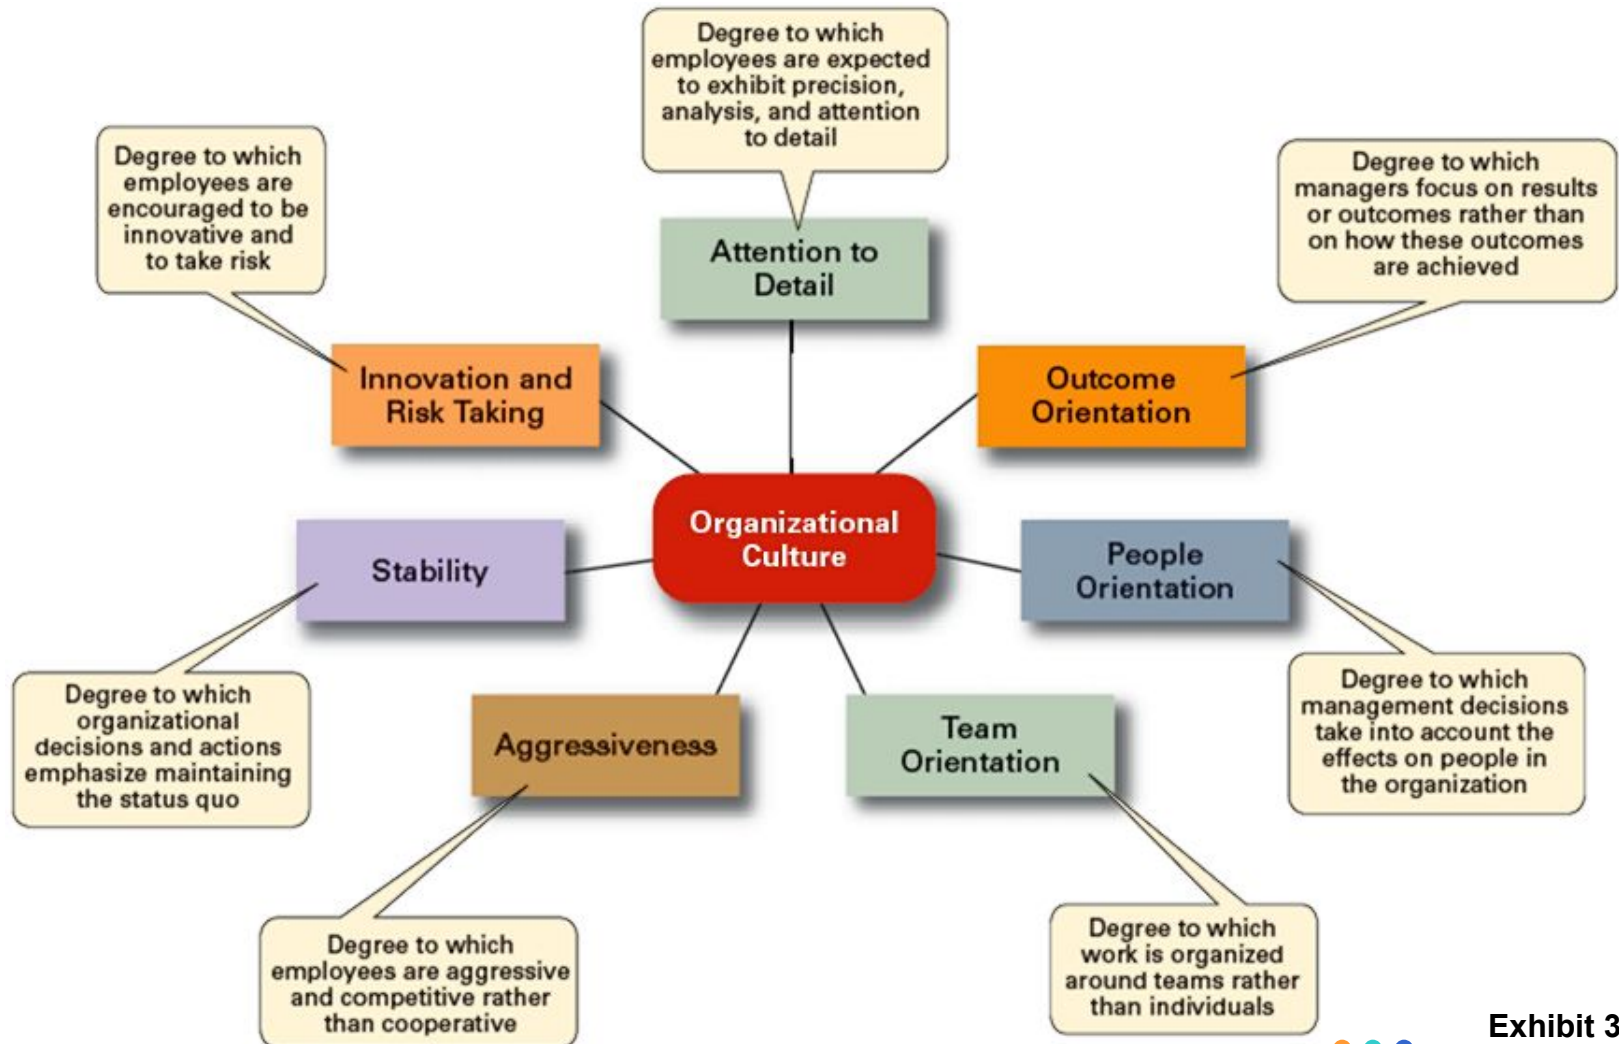 Degree to which
employees are expected
to exhibit precision,
analysis, and attention
to detail
Degree to which
employees are
encouraged to be
innovative and
to take risk
Degree to which
managers focus on results
or outcomes rather than
on how these outcomes
are achieved
Attention to
Detail
Innovation and
Risk Taking
Outcome
Orientation
Organizational
Culture
Stability
People
Orientation
Degree to which
organizational
decisions and actions
emphasize maintaining
the status quo
Aggressiveness
Team
Orientation
Degree to which
management decisions
take into account the
effects on people in
the organization
Degree to which
employees are aggressive
and competitive rather
than cooperative
Degree to which
work is organized
around teams rather
than individuals
Exhibit 3